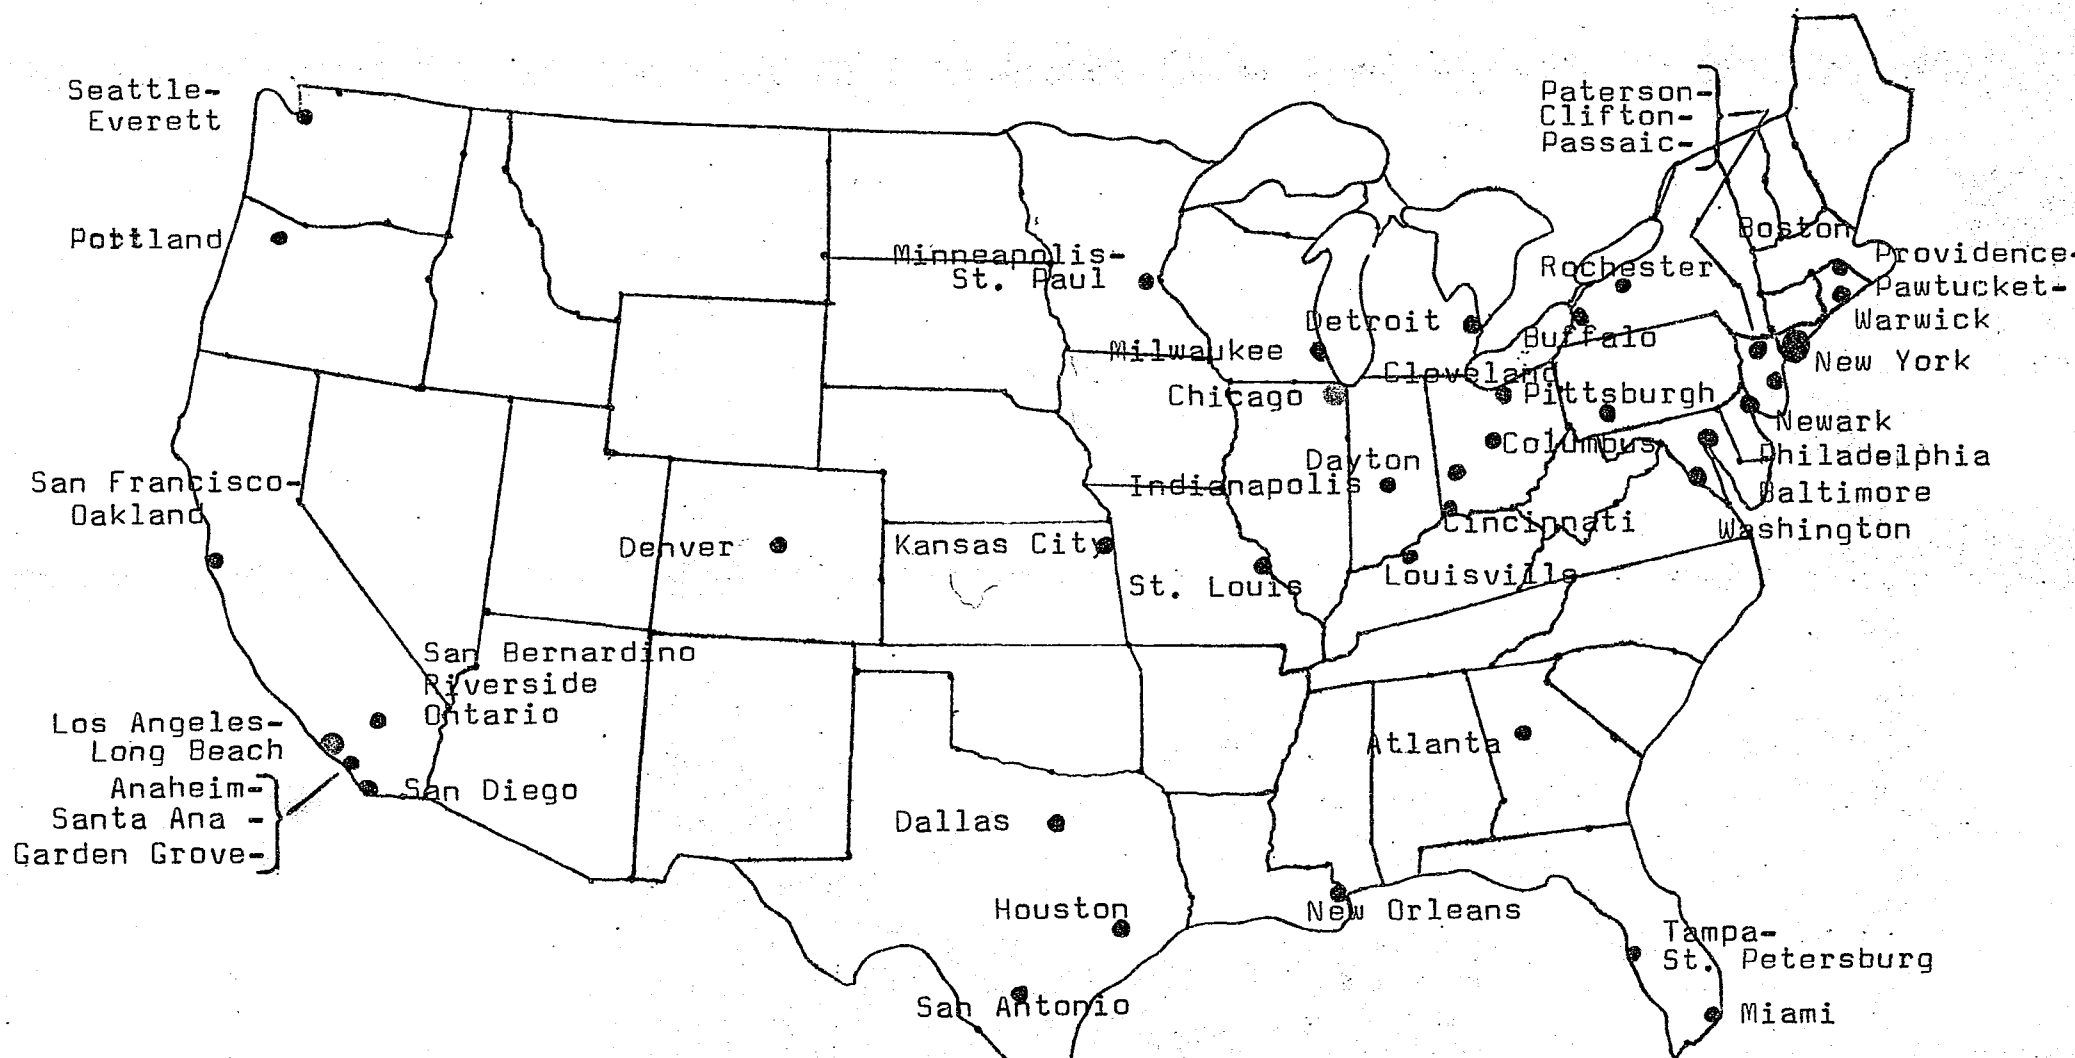 Seattle-
Everett
Portland
San Francisco-
Oakland
Los Angeles-
Long Beach
Anaheim-
Santa Ana -
Garden Grove-
San Bernardino
Riverside
Ontario
San Diego
Denver
Minneapolis-
St. Paul
Milwaukee
Chicago
Detroit
Cleveland
Dayton
Indianapolis
Columbus
Cincinnati
Louisville
Kansas City
St. Louis
Dallas
Houston
San Antonio
New Orleans
Atlanta
Tampa-
St. Petersburg
Miami
Paterson-
Clifton-
Passaic-
Boston
Rochester
Buffalo
Pittsburgh
Providence-
Pawtucket-
Warwick
New York
Newark
Philadelphia
Baltimore
Washington